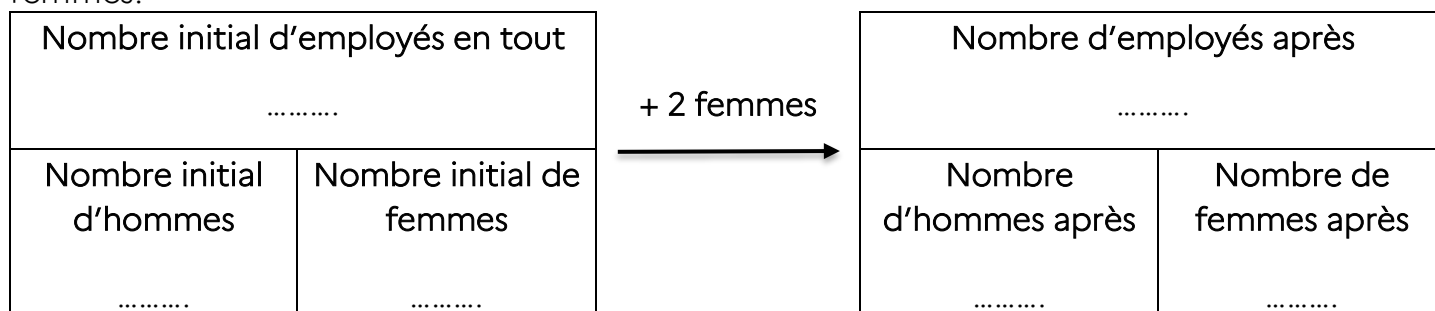 Nombre initial d'employés en tout
……….
Nombre initial d'hommes
……….
Nombre initial de femmes
……….
+ 2 femmes
Nombre d'employés après
……….
Nombre d'hommes après
……….
Nombre de femmes après
……….